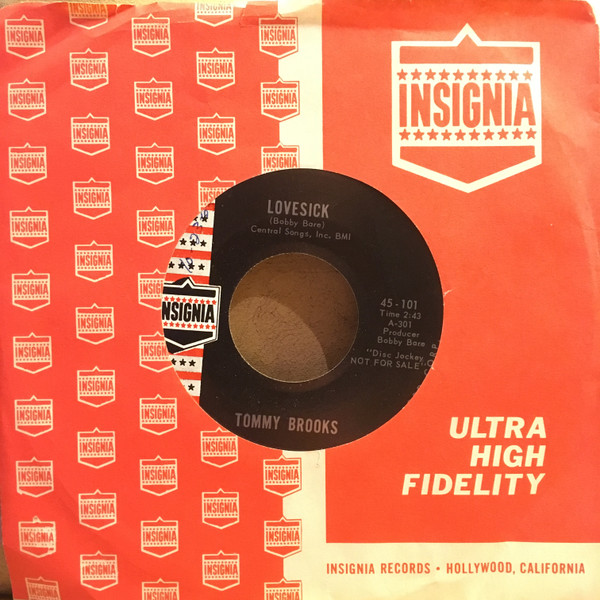 INSIGNIA
LOVESICK
(Bobby Bare)
Central Songs, Inc. BMI
INSIGNIA
45-101
Time 2:43
A-301
Producer
Bobby Bare
"Disc Jockey
NOT FOR SALE"
TOMMY BROOKS
ULTRA
HIGH
FIDELITY
INSIGNIA RECORDS • HOLLYWOOD, CALIFORNIA